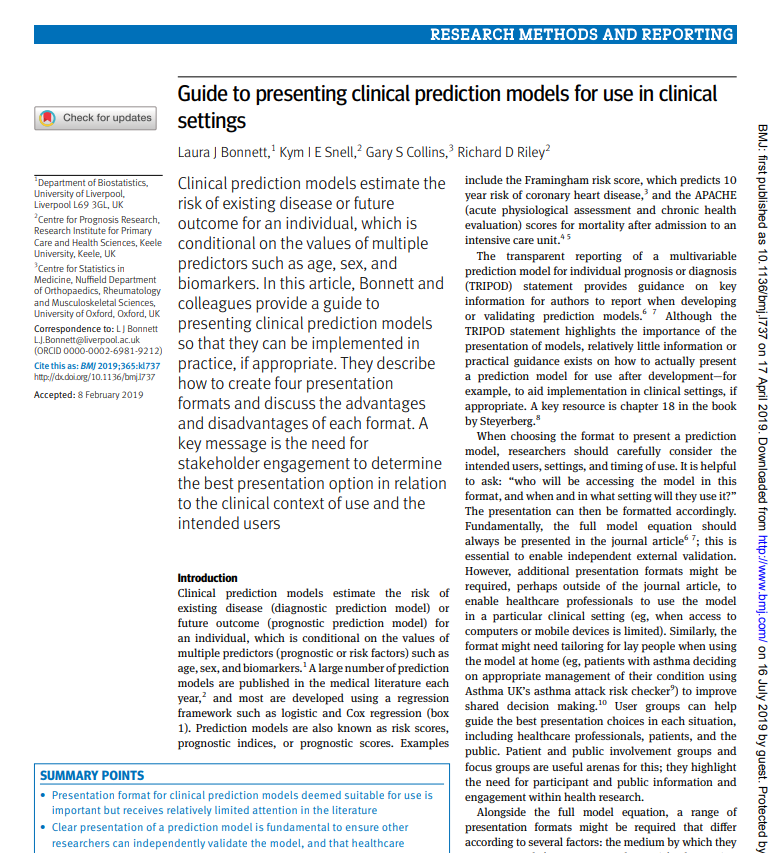 RESEARCH METHODS AND REPORTING
Check for updates
Guide to presenting clinical prediction models for use in clinical
settings
Laura J Bonnett,1 Kym I E Snell,2 Gary S Collins,3 Richard D Riley2
1Department of Biostatistics,
University of Liverpool,
Liverpool L69 3GL, UK
2Centre for Prognosis Research,
Research Institute for Primary
Care and Health Sciences, Keele
University, Keele, UK
3Centre for Statistics in
Medicine, Nuffield Department
of Orthopaedics, Rheumatology
and Musculoskeletal Sciences,
University of Oxford, Oxford, UK
Correspondence to: L J Bonnett
L.J.Bonnett@liverpool.ac.uk
(ORCID 0000-0002-6981-9212)
Cite this as: BMJ 2019;365:kl737
http://dx.doi.org/10.1136/bmj.l737
Accepted: 8 February 2019
Clinical prediction models estimate the
risk of existing disease or future
outcome for an individual, which is
conditional on the values of multiple
predictors such as age, sex, and
biomarkers. In this article, Bonnett and
colleagues provide a guide to
presenting clinical prediction models
so that they can be implemented in
practice, if appropriate. They describe
how to create four presentation
formats and discuss the advantages
and disadvantages of each format. A
key message is the need for
stakeholder engagement to determine
the best presentation option in relation
to the clinical context of use and the
intended users
Introduction
Clinical prediction models estimate the risk of
existing disease (diagnostic prediction model) or
future outcome (prognostic prediction model) for
an individual, which is conditional on the values of
multiple predictors (prognostic or risk factors) such as
age, sex, and biomarkers.1 A large number of prediction
models are published in the medical literature each
year,2 and most are developed using a regression
framework such as logistic and Cox regression (box
1). Prediction models are also known as risk scores,
prognostic indices, or prognostic scores. Examples
SUMMARY POINTS
• Presentation format for clinical prediction models deemed suitable for use is
important but receives relatively limited attention in the literature
• Clear presentation of a prediction model is fundamental to ensure other
researchers can independently validate the model, and that healthcare
include the Framingham risk score, which predicts 10
year risk of coronary heart disease,3 and the APACHE
(acute physiological assessment and chronic health
evaluation) scores for mortality after admission to an
intensive care unit.4 5
The transparent reporting of a multivariable
prediction model for individual prognosis or diagnosis
(TRIPOD) statement provides guidance on key
information for authors to report when developing
or validating prediction models.6 7 Although the
TRIPOD statement highlights the importance of the
presentation of models, relatively little information or
practical guidance exists on how to actually present
a prediction model for use after development—for
example, to aid implementation in clinical settings, if
appropriate. A key resource is chapter 18 in the book
by Steyerberg.8
When choosing the format to present a prediction
model, researchers should carefully consider the
intended users, settings, and timing of use. It is helpful
to ask: “who will be accessing the model in this
format, and when and in what setting will they use it?”
The presentation can then be formatted accordingly.
Fundamentally, the full model equation should
always be presented in the journal article6 7; this is
essential to enable independent external validation.
However, additional presentation formats might be
required, perhaps outside of the journal article, to
enable healthcare professionals to use the model
in a particular clinical setting (eg, when access to
computers or mobile devices is limited). Similarly, the
format might need tailoring for lay people when using
the model at home (eg, patients with asthma deciding
on appropriate management of their condition using
Asthma UK’s asthma attack risk checker9) to improve
shared decision making.10 User groups can help
guide the best presentation choices in each situation,
including healthcare professionals, patients, and the
public. Patient and public involvement groups and
focus groups are useful arenas for this; they highlight
the need for participant and public information and
engagement within health research.
Alongside the full model equation, a range of
presentation formats might be required that differ
according to several factors: the medium by which they
BMJ: first published as 10.1136/bmj.l737 on 17 April 2019. Downloaded from http://www.bmj.com/ on 16 July 2019 by guest. Protected by